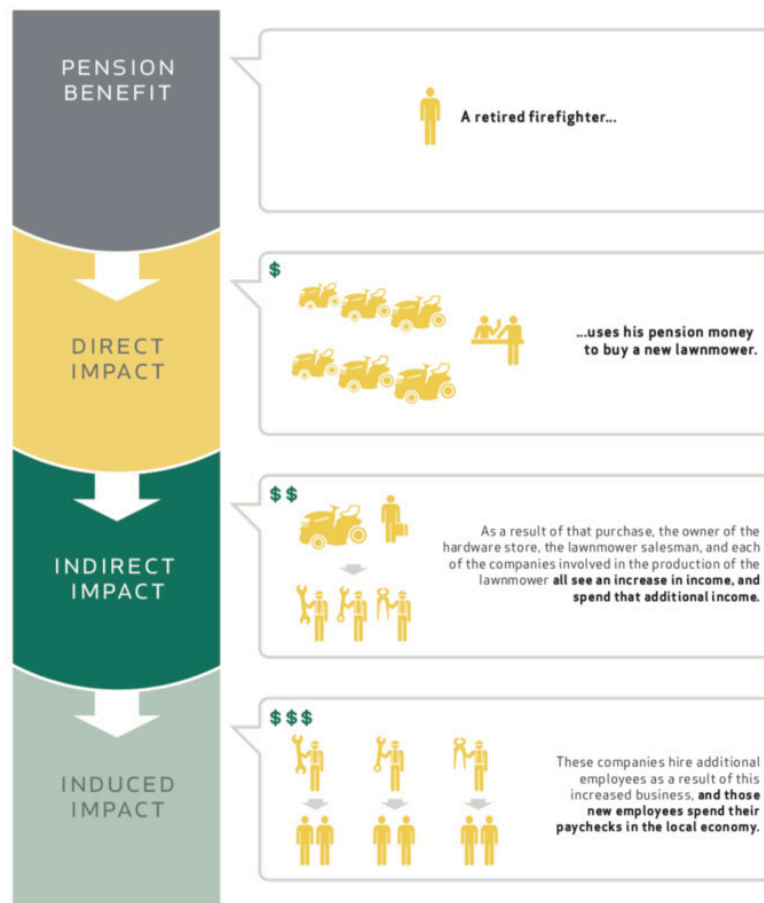 PENSION
BENEFIT
A retired firefighter...
$
DIRECT
IMPACT
...uses his pension money
to buy a new lawnmower.
$$
INDIRECT
IMPACT
As a result of that purchase, the owner of the
hardware store, the lawnmower salesman, and each
of the companies involved in the production of the
lawnmower all see an increase in income, and
spend that additional income.
$$$
INDUCED
IMPACT
These companies hire additional
employees as a result of this
increased business, and those
new employees spend their
paychecks in the local economy.